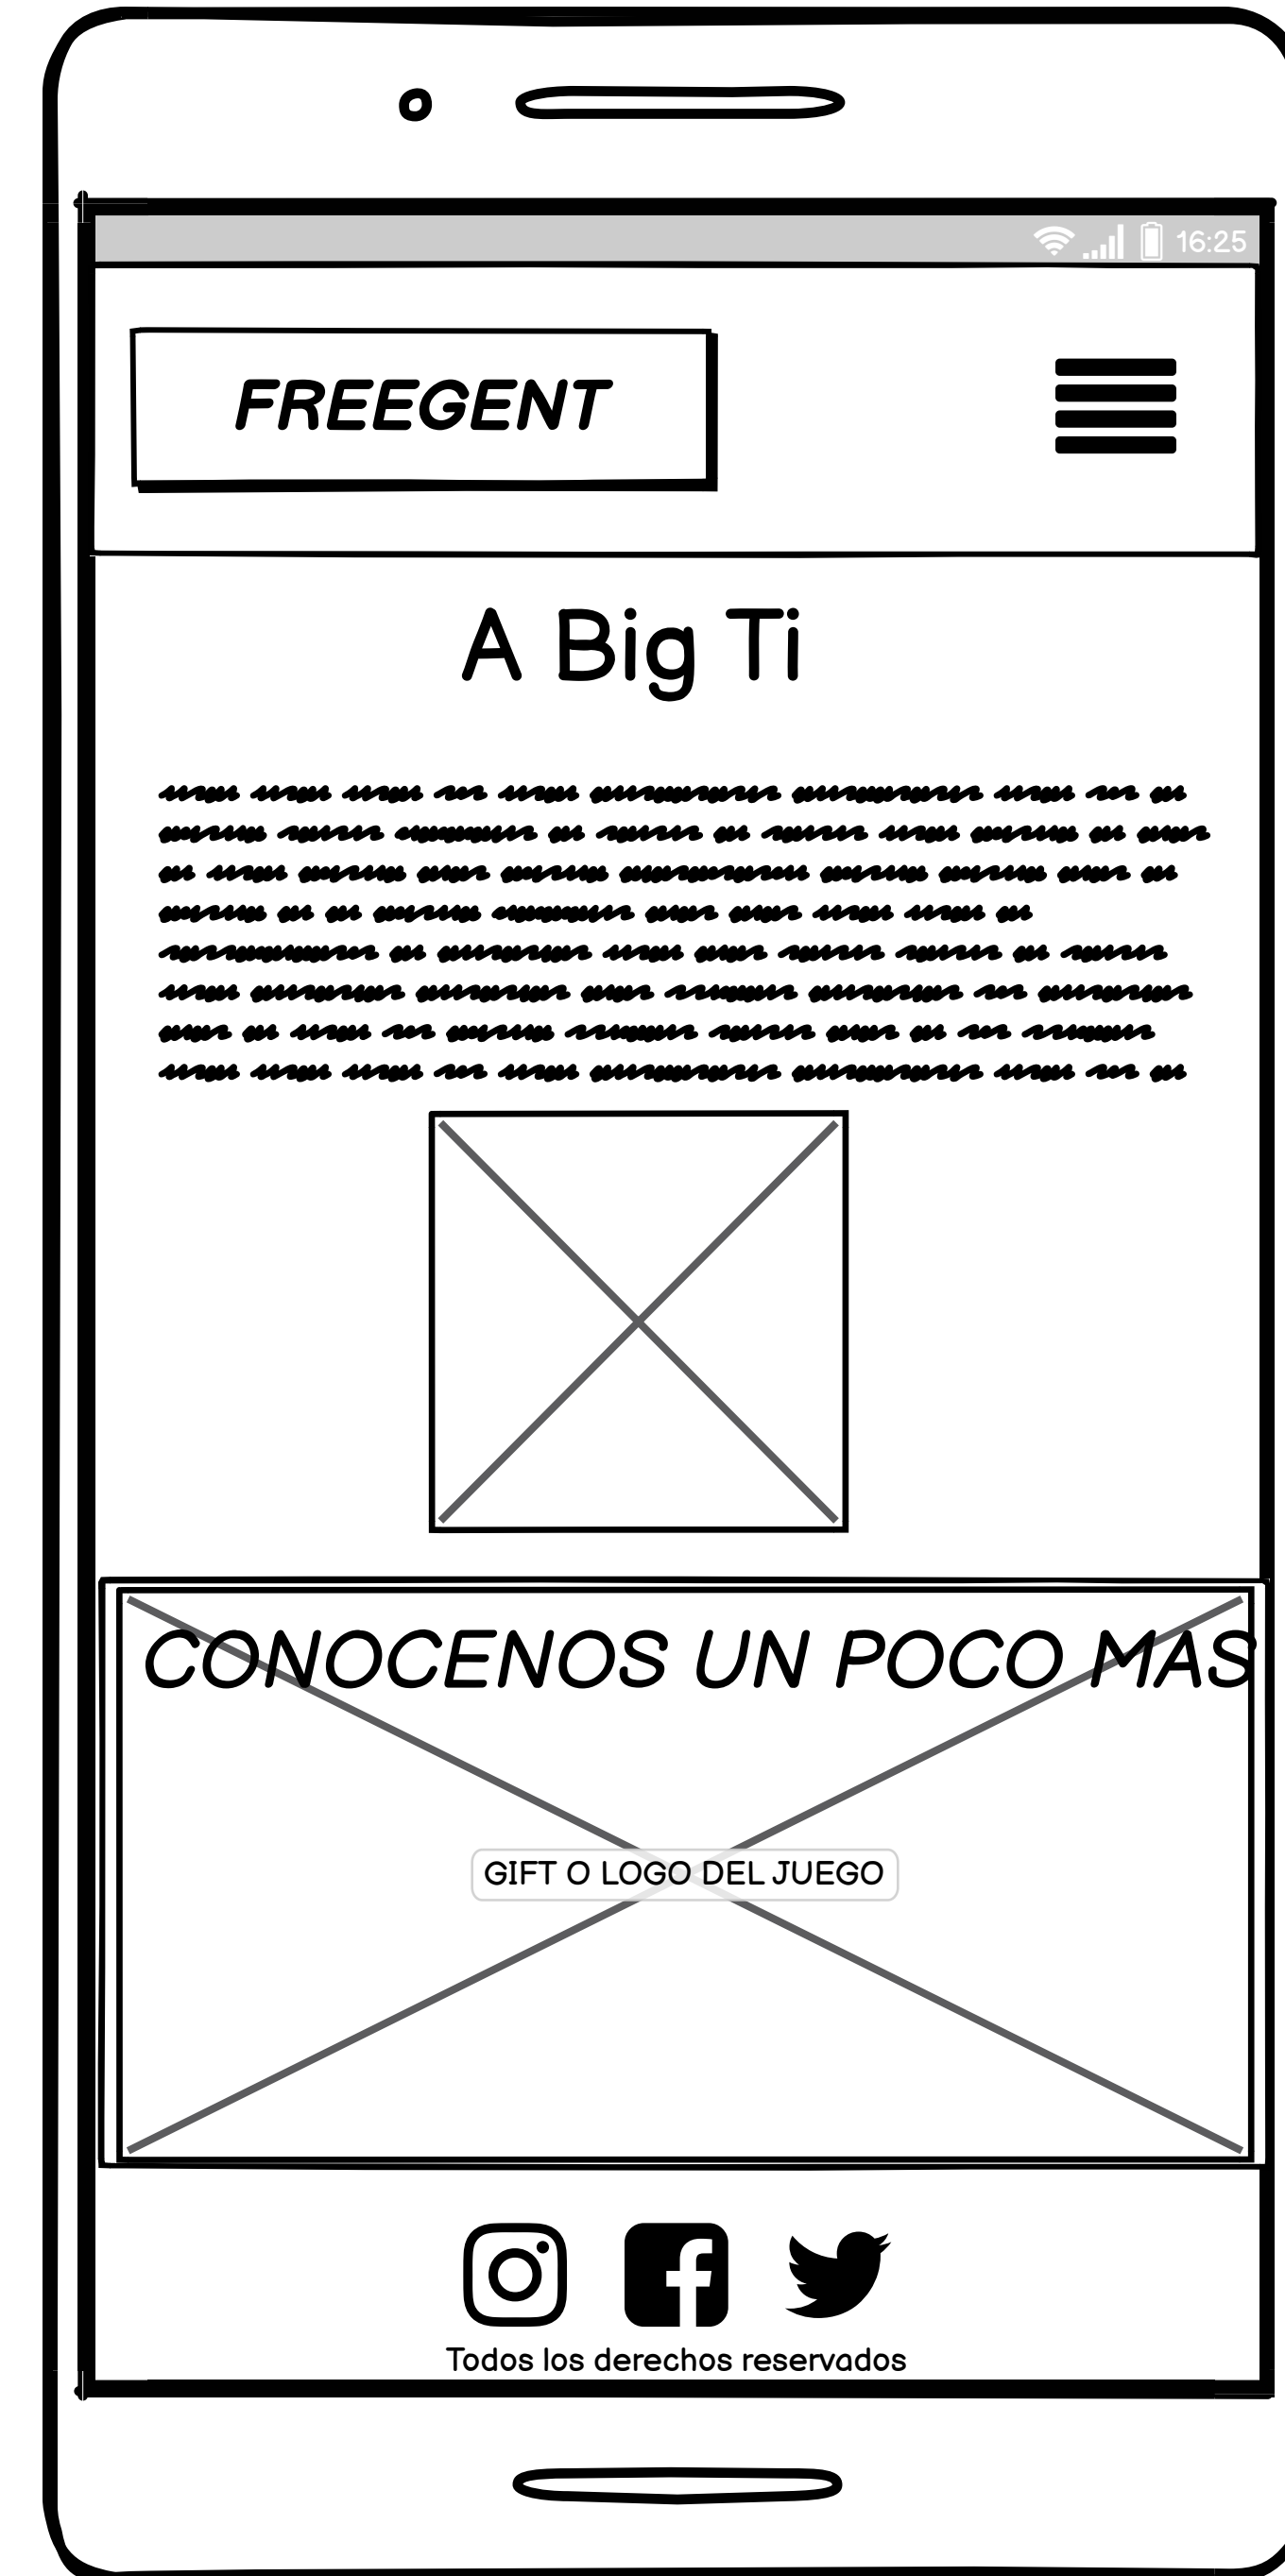 16:25
FREEGENT
A Big Ti
CONOCENOS UN POCO MAS
GIFT O LOGO DEL JUEGO
Todos los derechos reservados